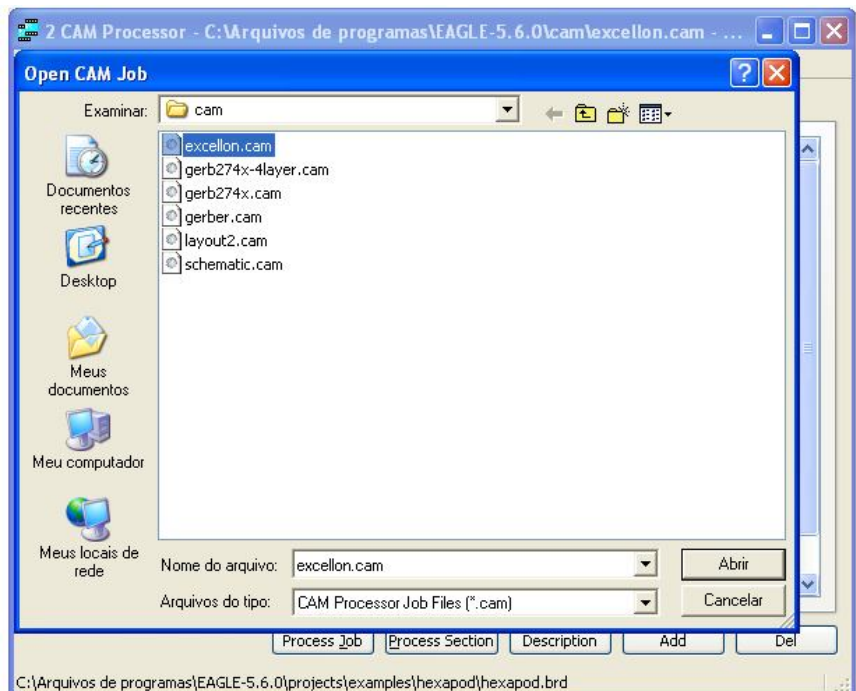 2 CAM Processor - C:\Arquivos de programas\EAGLE-5.6.0\cam\excellon.cam - ...
Open CAM Job
Examinar: cam
excellon.cam
gerb274x-4layer.cam
gerb274x.cam
gerber.cam
layout2.cam
schematic.cam
Documentos
recentes
Desktop
Meus
documentos
Meu computador
Meus locais de
rede
Nome do arquivo: excellon.cam Abrir
Arquivos do tipo: CAM Processor Job Files (*.cam) Cancelar
Process Job Process Section Description Add Del
C:\Arquivos de programas\EAGLE-5.6.0\projects\examples\hexapod\hexapod.brd